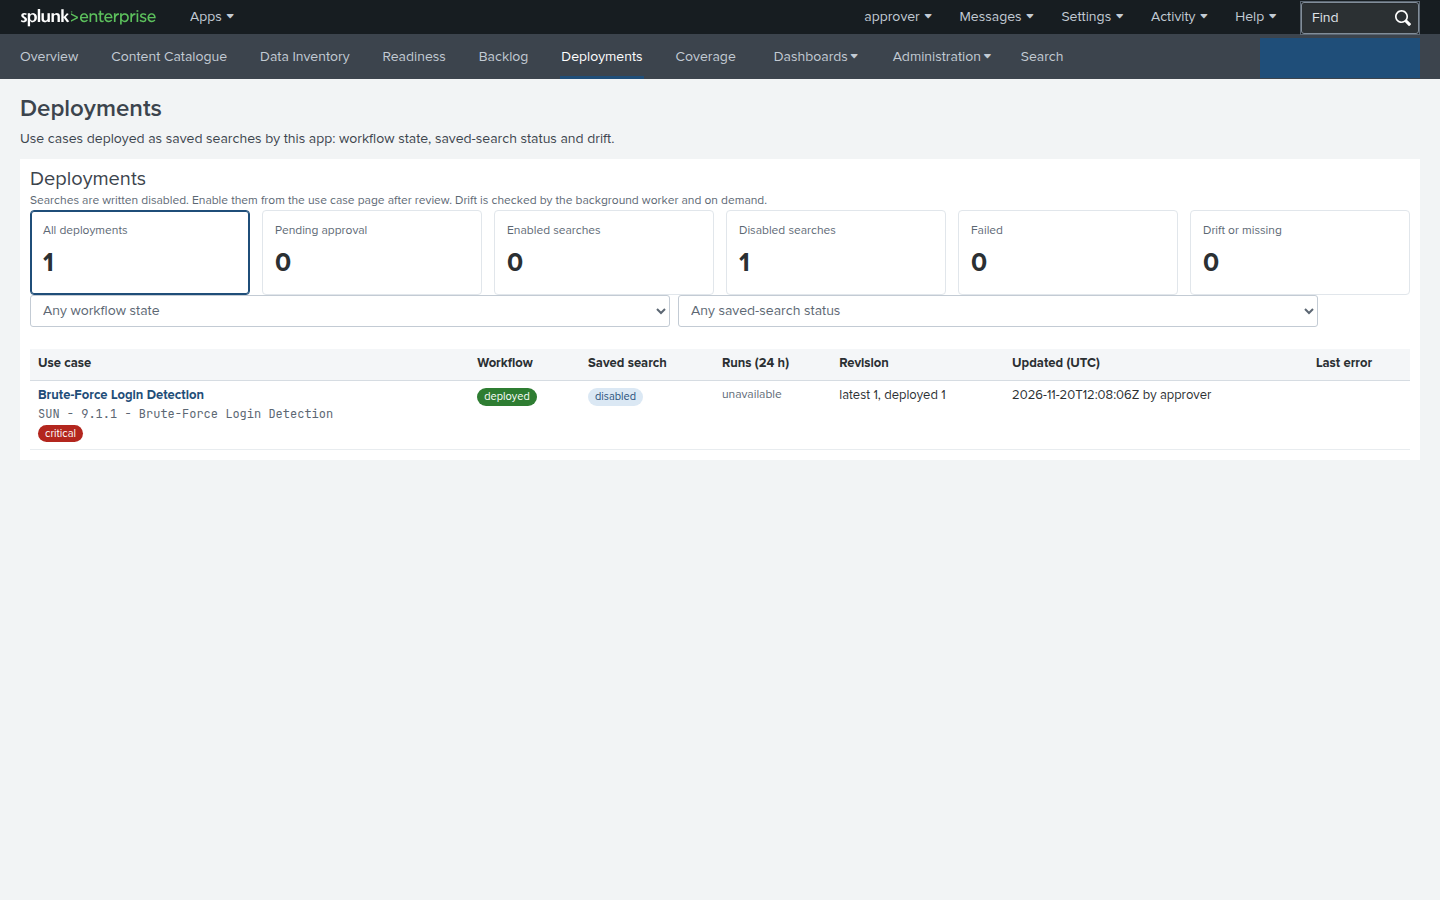 splunk>enterprise Apps approver Messages Settings Activity Help Find
Overview Content Catalogue Data Inventory Readiness Backlog Deployments Coverage Dashboards Administration Search
Deployments
Use cases deployed as saved searches by this app: workflow state, saved-search status and drift.
Deployments
Searches are written disabled. Enable them from the use case page after review. Drift is checked by the background worker and on demand.
All deployments Pending approval Enabled searches Disabled searches Failed Drift or missing
1 0 0 1 0 0
Any workflow state Any saved-search status
Use case Workflow Saved search Runs (24 h) Revision Updated (UTC) Last error
Brute-Force Login Detection deployed disabled unavailable latest 1, deployed 1 2026-11-20T12:08:06Z by approver
SUN - 9.1.1 - Brute-Force Login Detection
critical